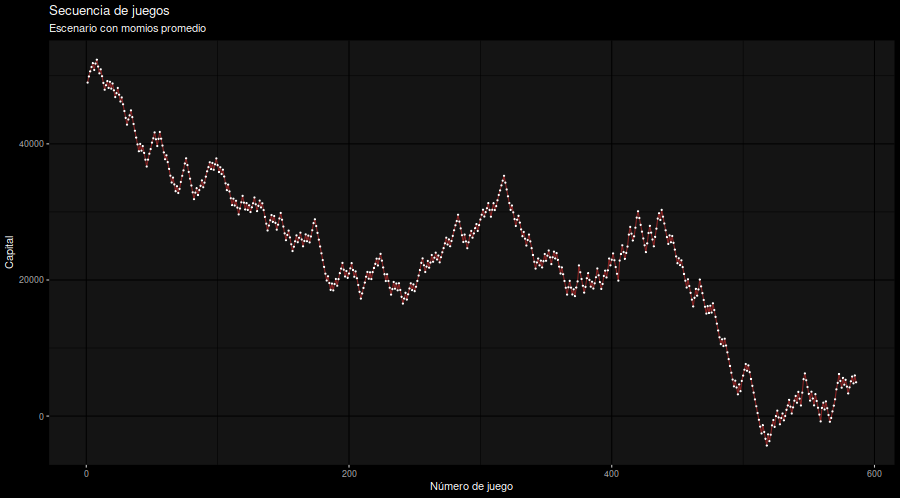 Secuencia de juegos
Escenario con momios promedio
Capital
40000
20000
0
0
200
400
600
Número de juego